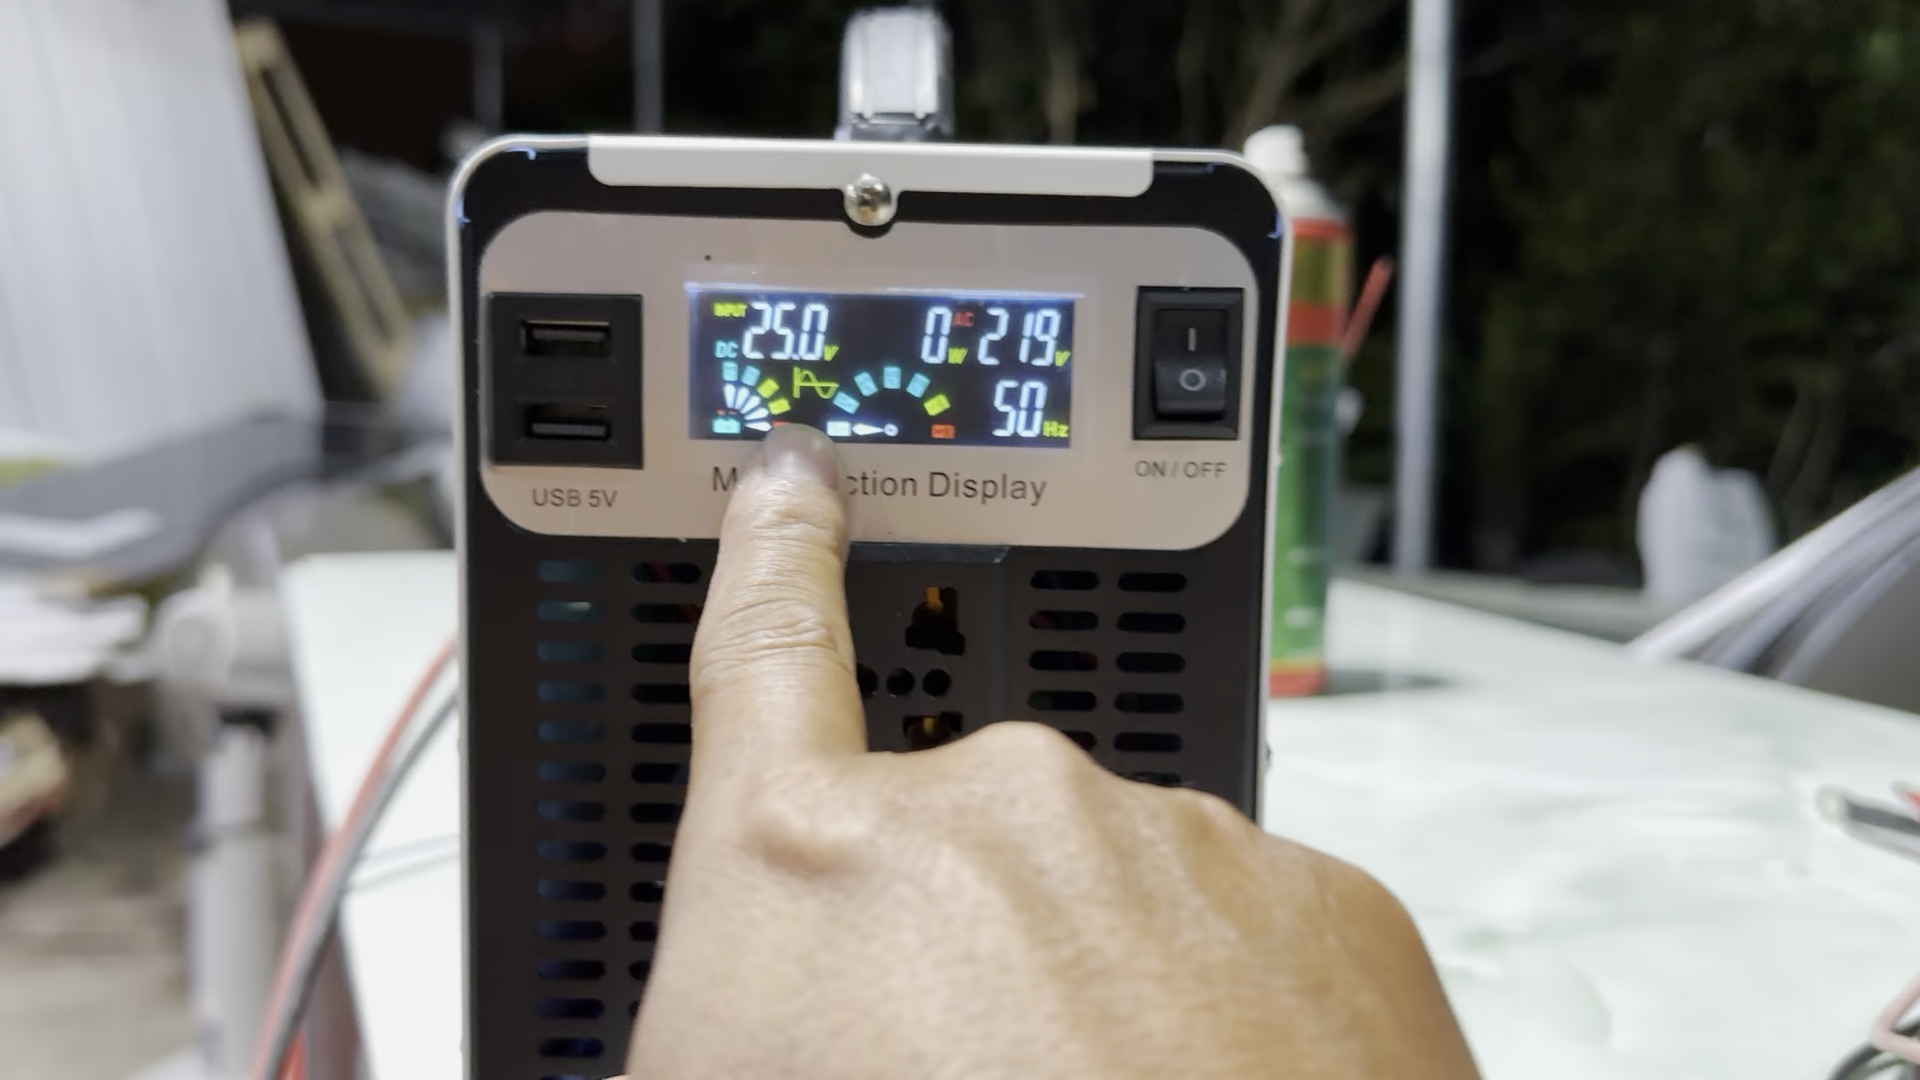 INPUT
DC 25.0V
0W
AC 219V
50Hz
ction Display
USB 5V
ON / OFF